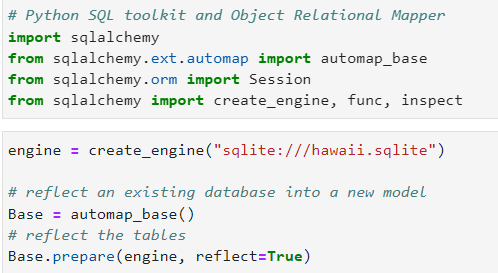 # Python SQL toolkit and Object Relational Mapper
import sqlalchemy
from sqlalchemy.ext.automap import automap_base
from sqlalchemy.orm import Session
from sqlalchemy import create_engine, func, inspect
engine = create_engine("sqlite:///hawaii.sqlite")
# reflect an existing database into a new model
Base = automap_base()
# reflect the tables
Base.prepare(engine, reflect=True)